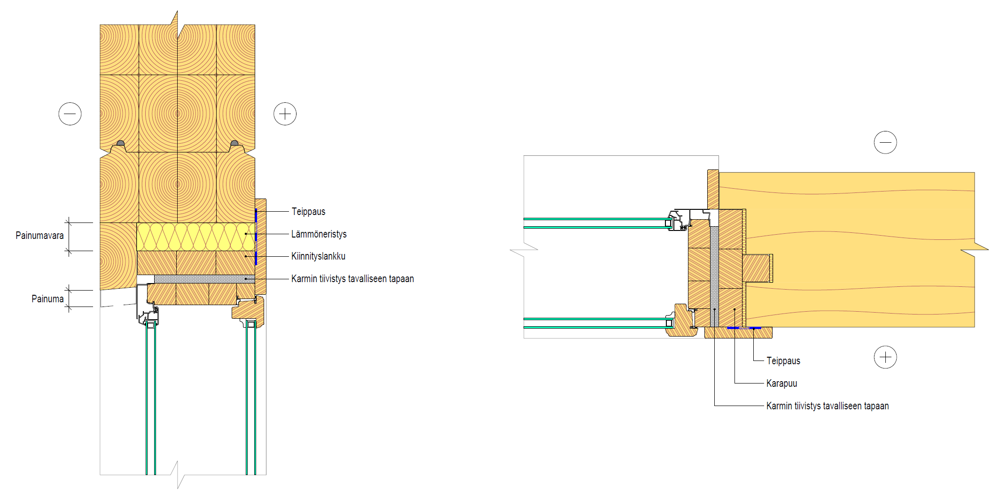 Teippaus
Lämmöneristys
Painumavara
Kiinnityslankku
Karmin tiivistys tavalliseen tapaan
Painuma
Teippaus
Karapuu
Karmin tiivistys tavalliseen tapaan